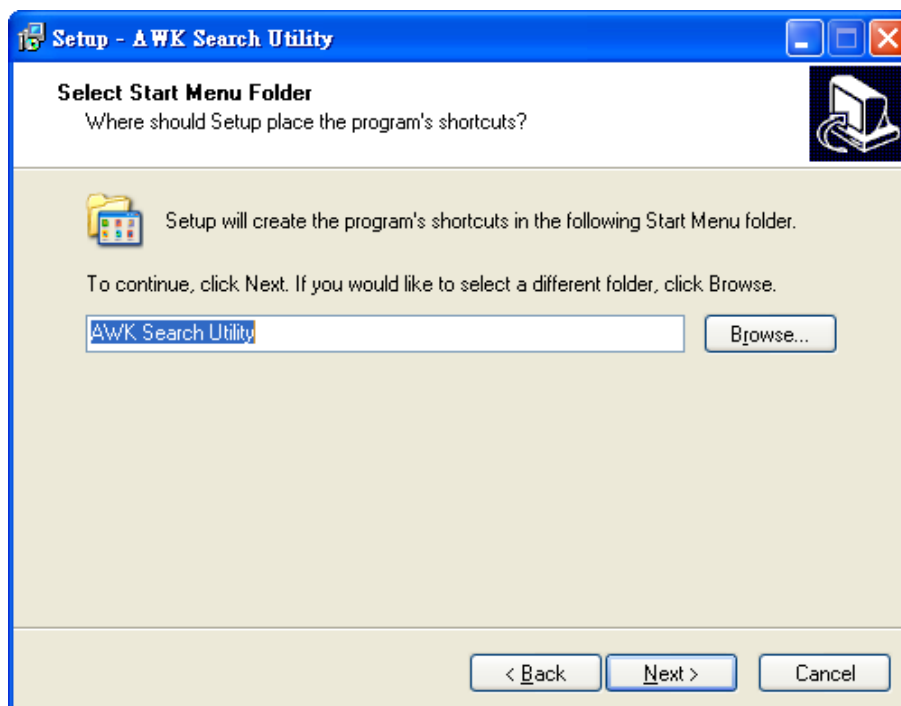 Setup - AWK Search Utility
Select Start Menu Folder
Where should Setup place the program's shortcuts?
Setup will create the program's shortcuts in the following Start Menu folder.
To continue, click Next. If you would like to select a different folder, click Browse.
AWK Search Utility
Browse...
< Back
Next >
Cancel